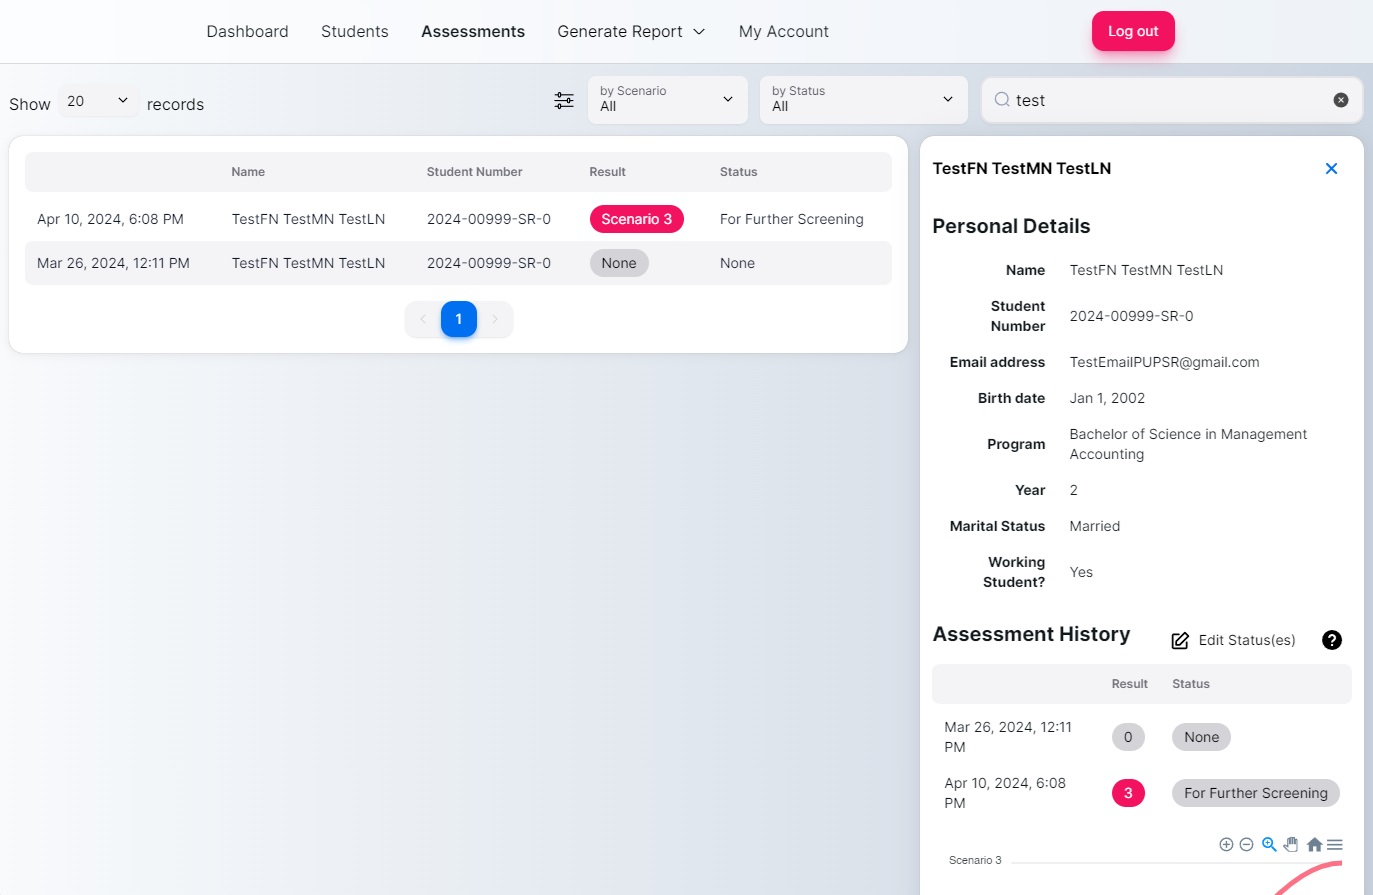 Dashboard Students Assessments Generate Report My Account Log out
Show 20 records
by Scenario
All
by Status
All
test
Name Student Number Result Status
Apr 10, 2024, 6:08 PM TestFN TestMN TestLN 2024-00999-SR-0 Scenario 3 For Further Screening
Mar 26, 2024, 12:11 PM TestFN TestMN TestLN 2024-00999-SR-0 None None
1
TestFN TestMN TestLN
Personal Details
Name TestFN TestMN TestLN
Student
Number 2024-00999-SR-0
Email address TestEmailPUPSR@gmail.com
Birth date Jan 1, 2002
Program Bachelor of Science in Management
Accounting
Year 2
Marital Status Married
Working
Student? Yes
Assessment History Edit Status(es) ?
Result Status
Mar 26, 2024, 12:11
PM 0 None
Apr 10, 2024, 6:08
PM 3 For Further Screening
Scenario 3